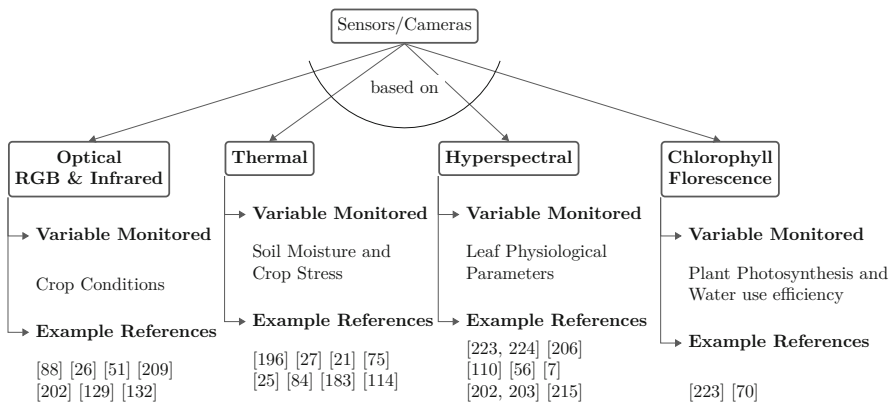 Sensors/Cameras
based on
Optical
RGB & Infrared
Variable Monitored
Crop Conditions
Example References
[88] [26] [51] [209]
[202] [129] [132]
Thermal
Variable Monitored
Soil Moisture and
Crop Stress
Example References
[196] [27] [21] [75]
[25] [84] [183] [114]
Hyperspectral
Variable Monitored
Leaf Physiological
Parameters
Example References
[223, 224] [206]
[110] [56] [7]
[202, 203] [215]
Chlorophyll
Florescence
Variable Monitored
Plant Photosynthesis and
Water use efficiency
Example References
[223] [70]